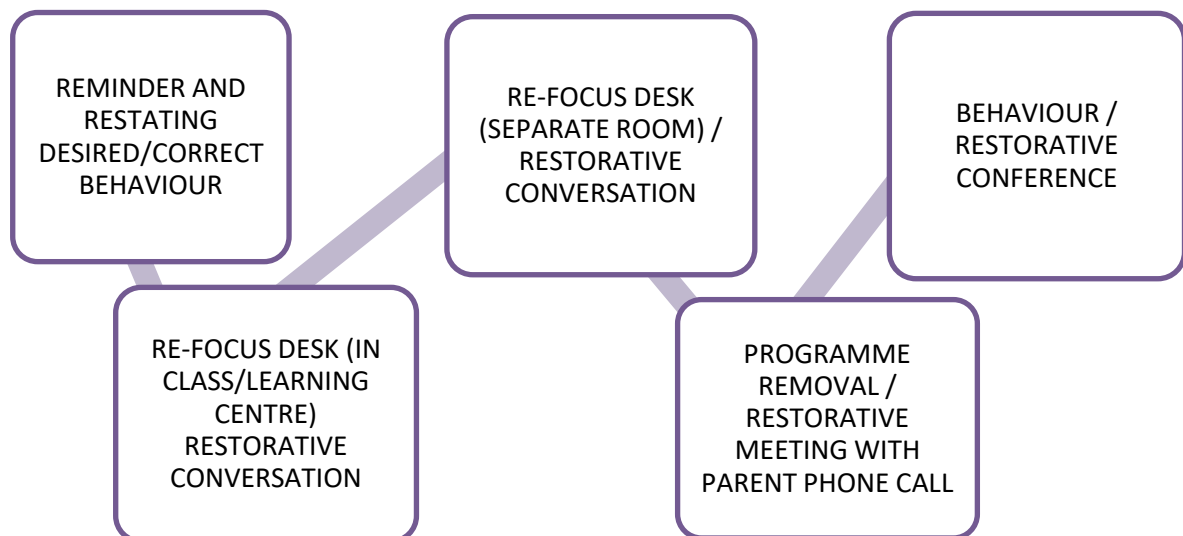 REMINDER AND
RESTATING
DESIRED/CORRECT
BEHAVIOUR
RE-FOCUS DESK (IN
CLASS/LEARNING
CENTRE)
RESTORATIVE
CONVERSATION
RE-FOCUS DESK
(SEPARATE ROOM) /
RESTORATIVE
CONVERSATION
PROGRAMME
REMOVAL /
RESTORATIVE
MEETING WITH
PARENT PHONE CALL
BEHAVIOUR /
RESTORATIVE
CONFERENCE